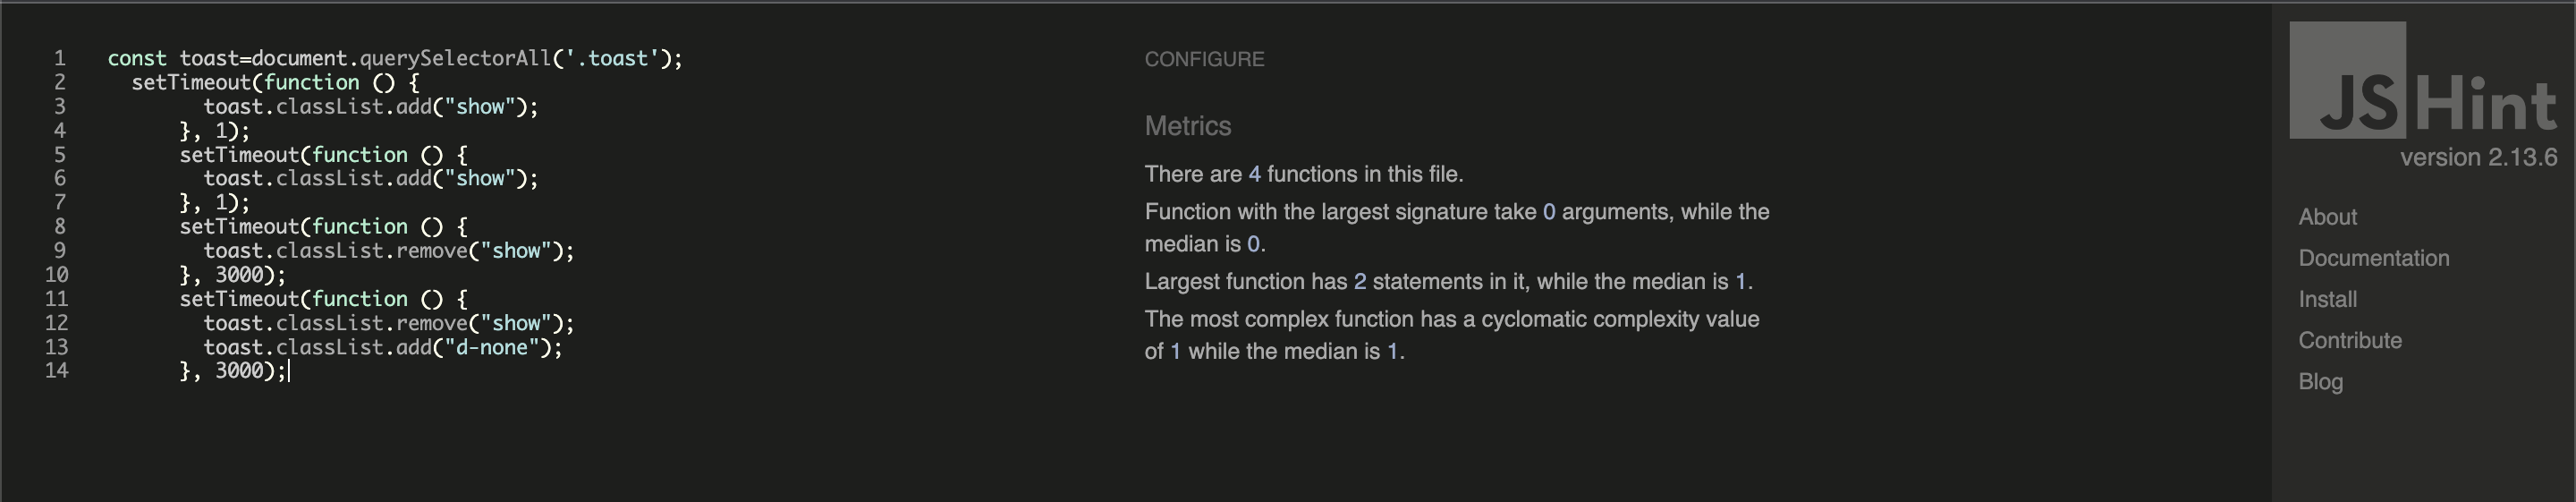 1 const toast=document.querySelectorAll('.toast');
2 setTimeout(function () {
3 toast.classList.add("show");
4 }, 1);
5 setTimeout(function () {
6 toast.classList.add("show");
7 }, 1);
8 setTimeout(function () {
9 toast.classList.remove("show");
10 }, 3000);
11 setTimeout(function () {
12 toast.classList.remove("show");
13 toast.classList.add("d-none");
14 }, 3000);
CONFIGURE
Metrics
There are 4 functions in this file.
Function with the largest signature take 0 arguments, while the
median is 0.
Largest function has 2 statements in it, while the median is 1.
The most complex function has a cyclomatic complexity value
of 1 while the median is 1.
JSHint
version 2.13.6
About
Documentation
Install
Contribute
Blog